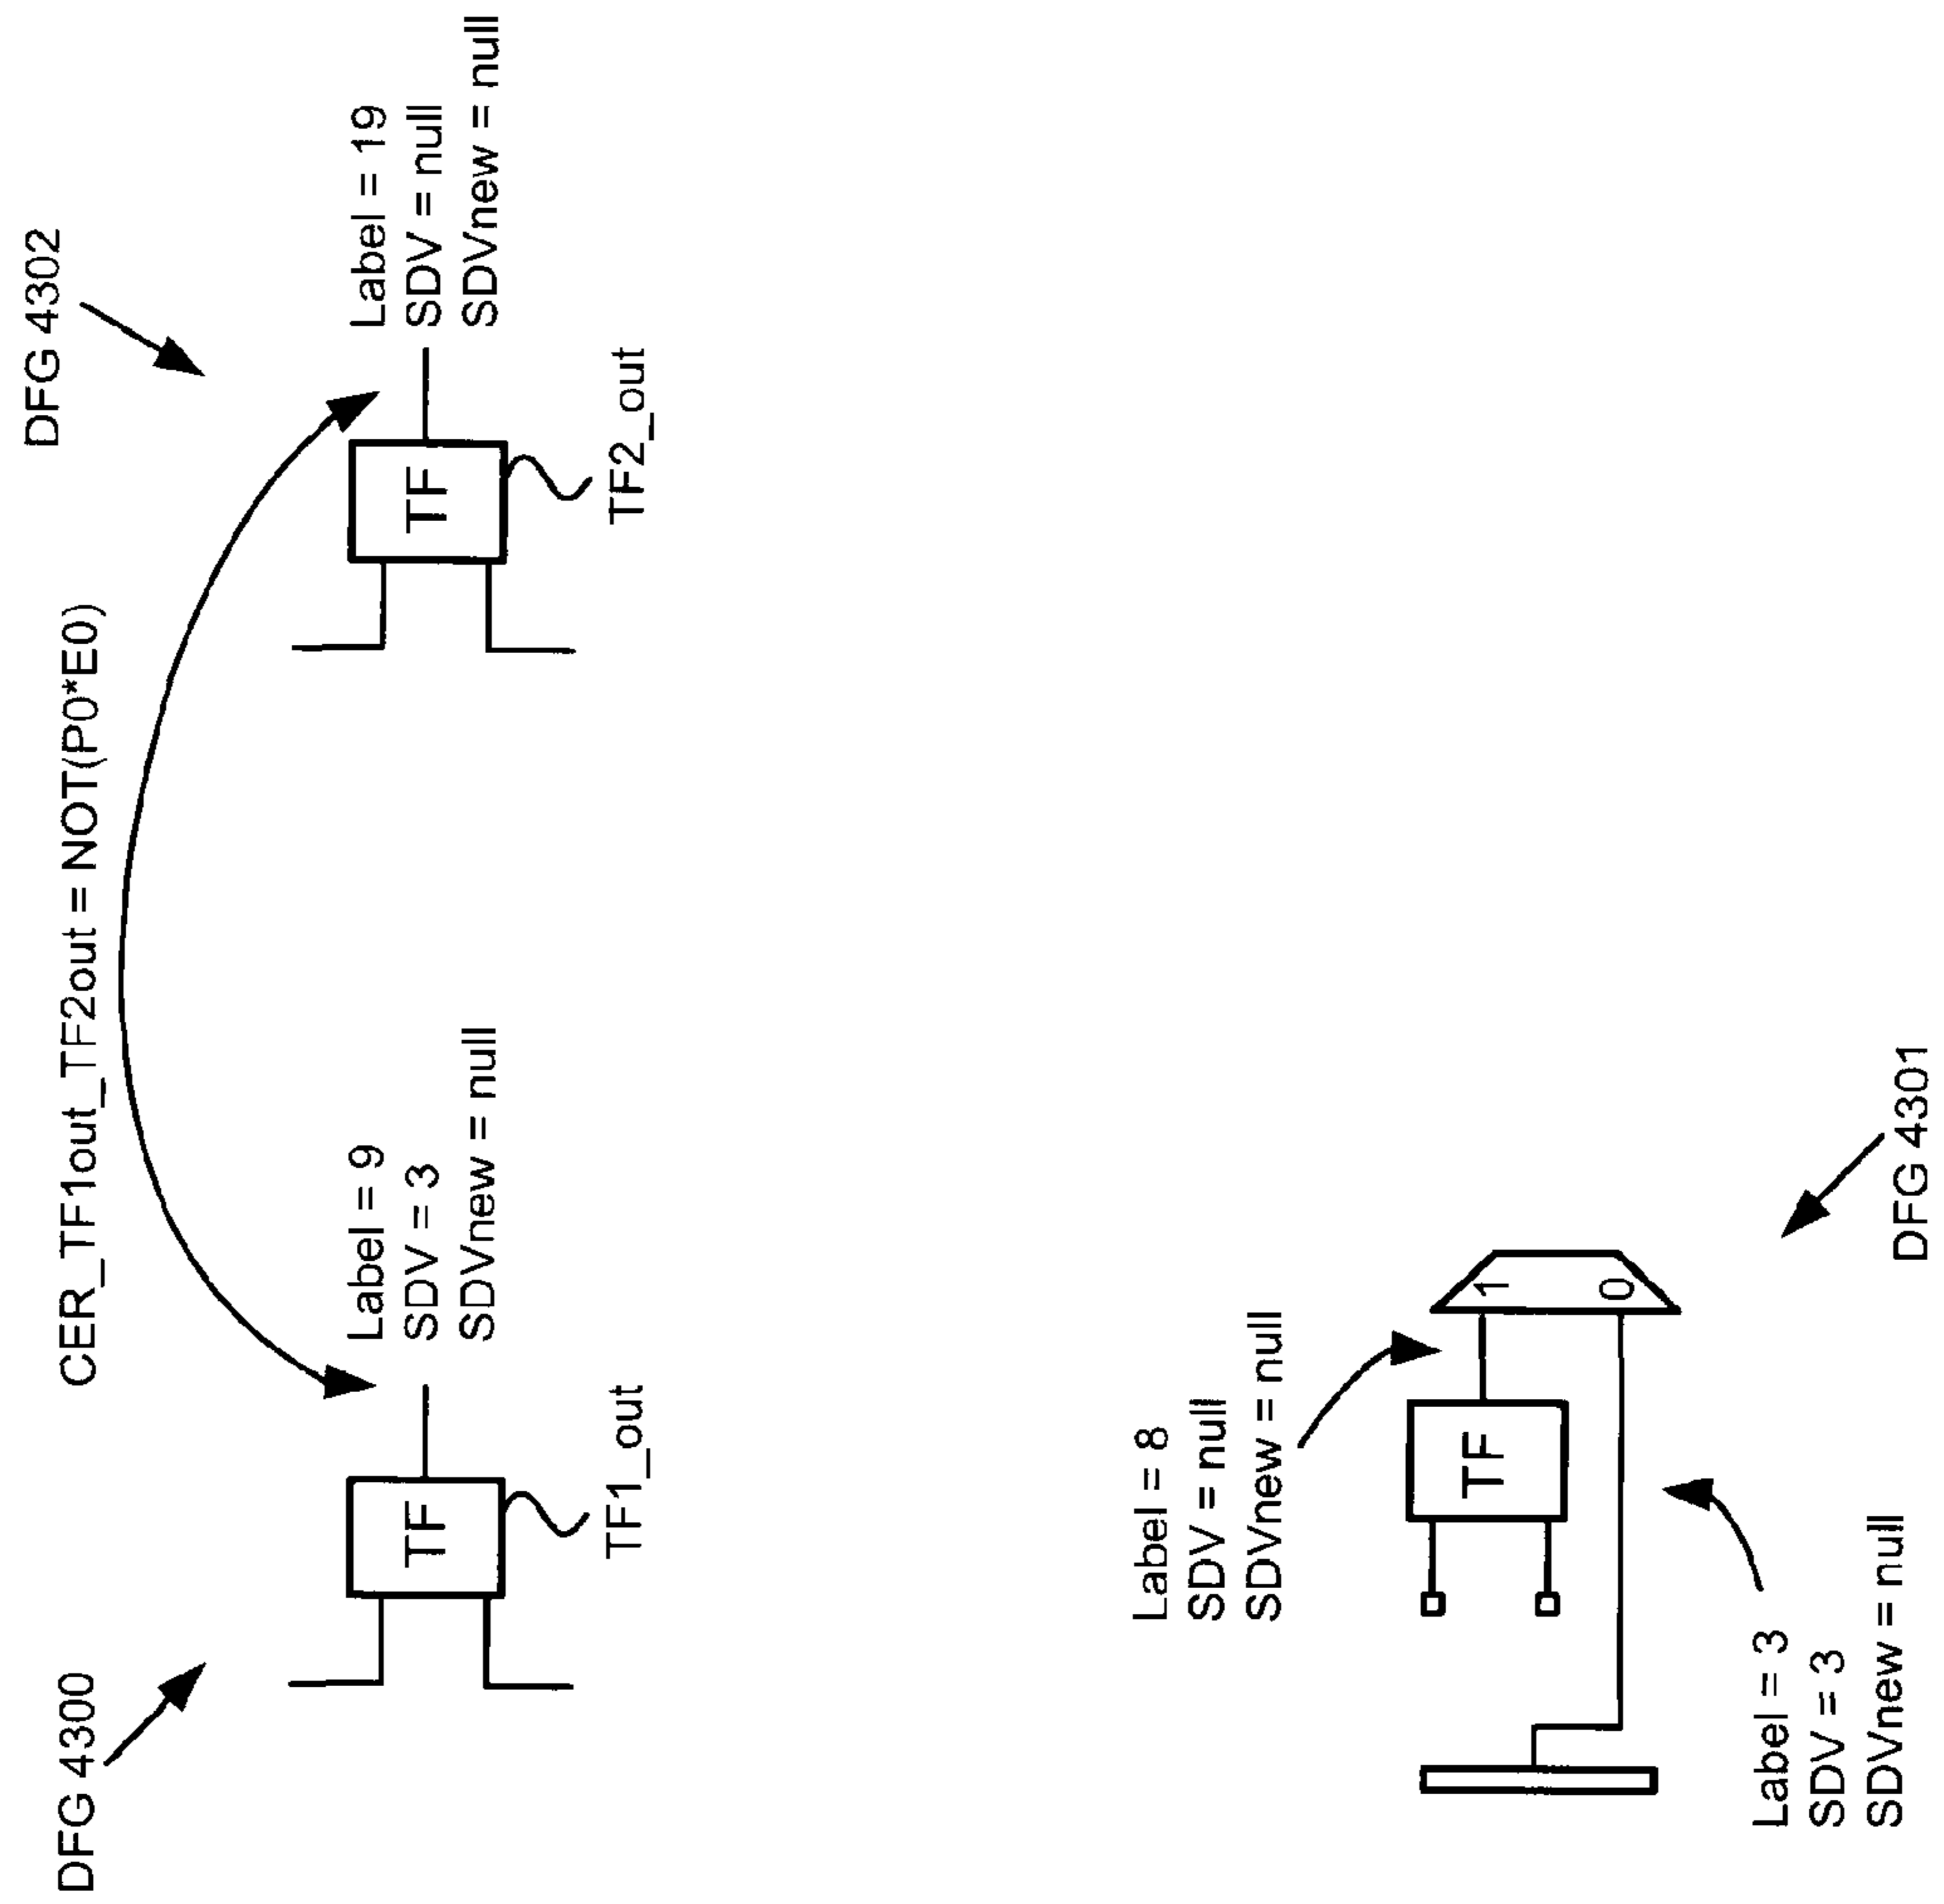 DFG 4300
CER_TF1out_TF2out = NOT(P0*E0)
DFG 4302
Label = 9
SDV = 3
SDVnew = null
Label = 19
SDV = null
SDVnew = null
TF
TF
TF1_out
TF2_out
Label = 8
SDV = null
SDVnew = null
TF
1
0
Label = 3
SDV = 3
SDVnew = null
DFG 4301